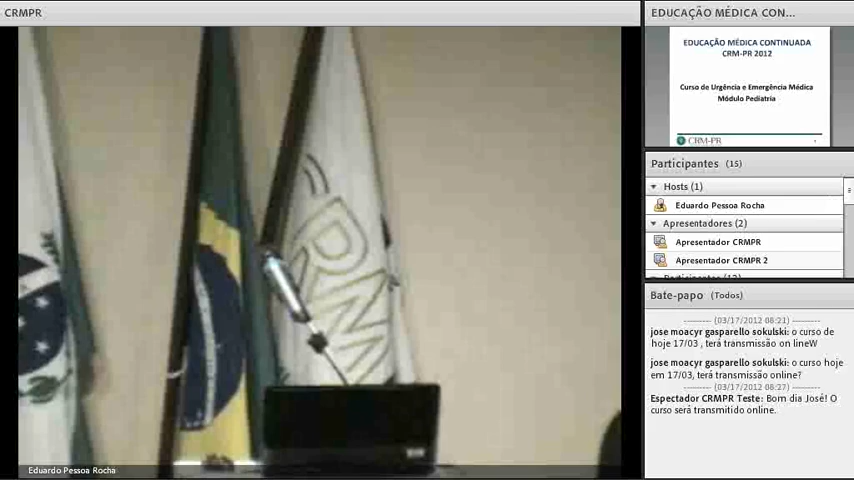 CRMPR
EDUCAÇÃO MÉDICA CON...
EDUCAÇÃO MÉDICA CONTINUADA
CRM-PR 2012
Curso de Urgência e Emergência Médica
Módulo Pediatria
CRM-PR
Participantes (15)
Hosts (1)
Eduardo Pessoa Rocha
Apresentadores (2)
Apresentador CRMPR
Apresentador CRMPR 2
Bate-papo (Todos)
-------- (03/17/2012 08:21) --------
jose moacyr gasparello sokulski: o curso de
hoje 17/03 , terá transmissão on lineW
jose moacyr gasparello sokulski: o curso hoje
em 17/03, terá transmissão online?
-------- (03/17/2012 08:27) --------
Espectador CRMPR Teste: Bom dia José! O
curso será transmitido online.
Eduardo Pessoa Rocha